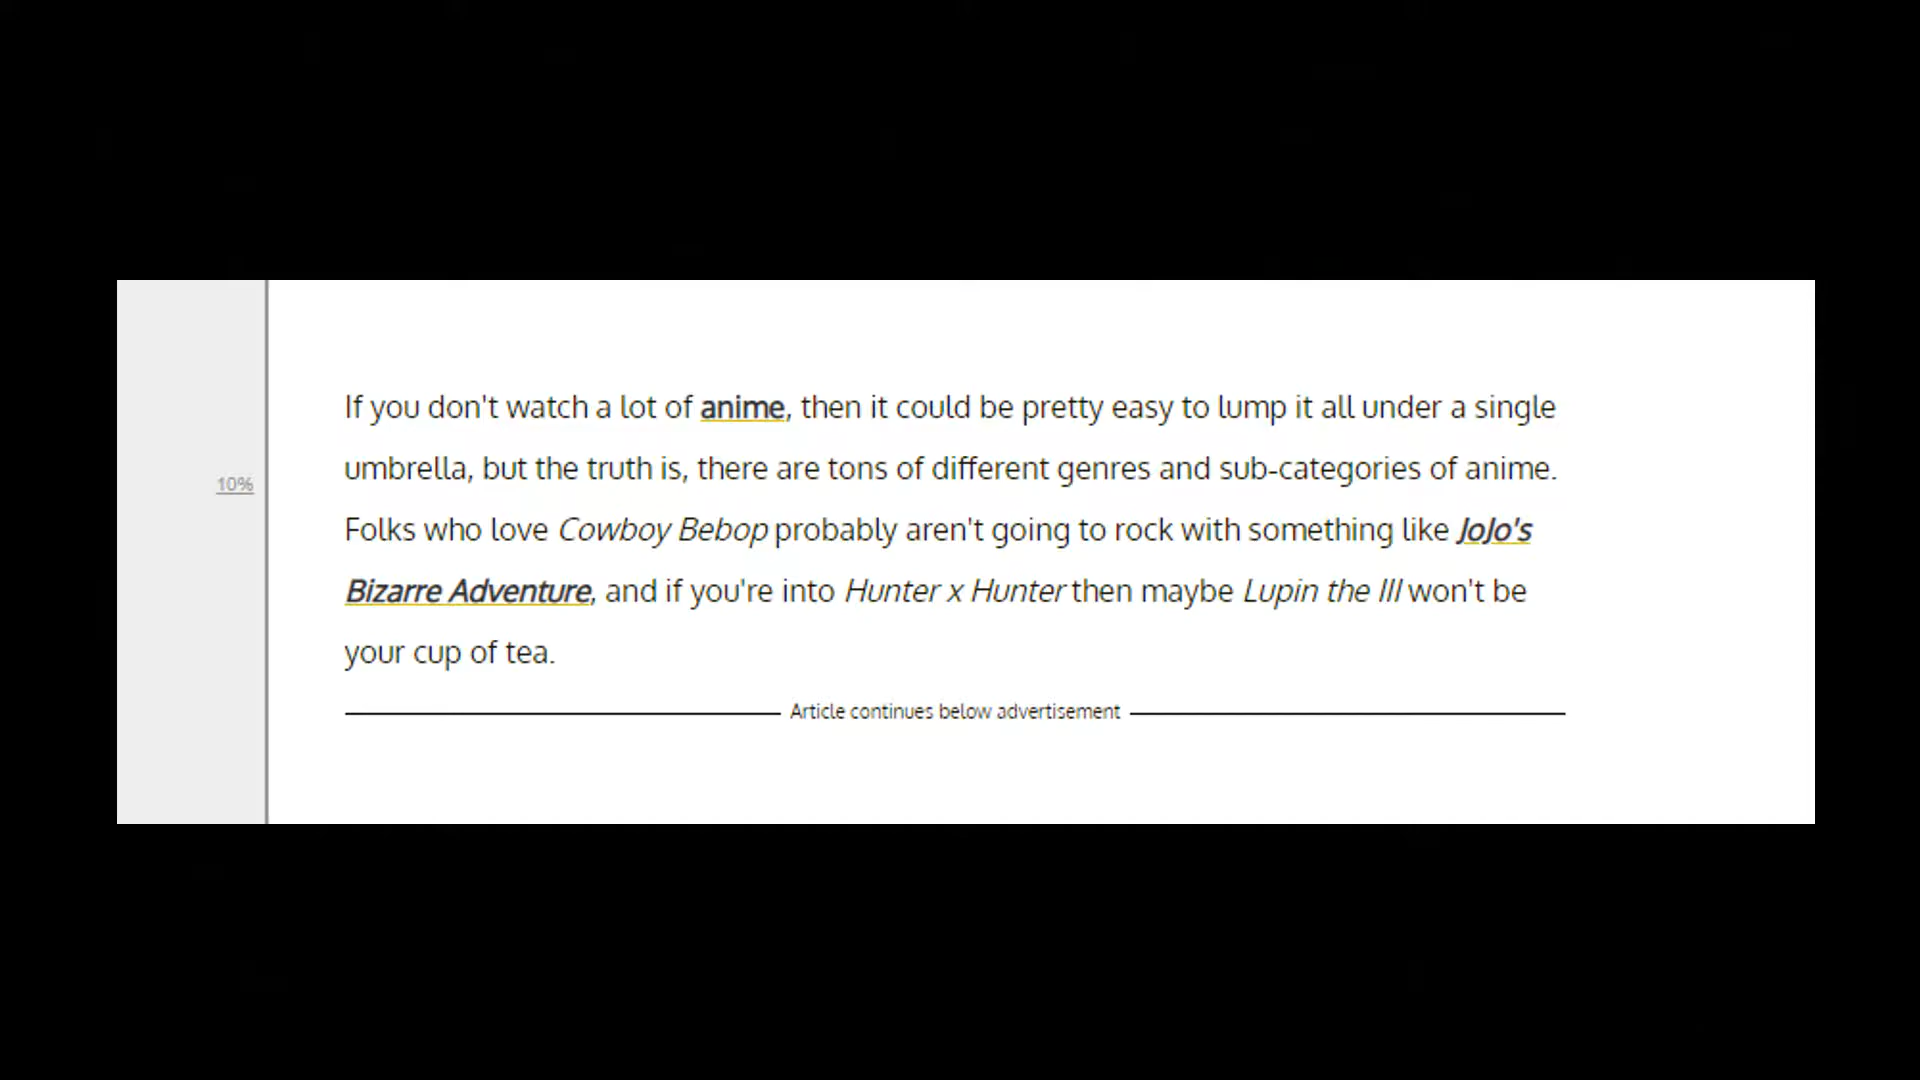 If you don't watch a lot of anime, then it could be pretty easy to lump it all under a single
umbrella, but the truth is, there are tons of different genres and sub-categories of anime.
10%
Folks who love Cowboy Bebop probably aren't going to rock with something like JoJo's
Bizarre Adventure, and if you're into Hunter x Hunter then maybe Lupin the III won't be
your cup of tea.
Article continues below advertisement